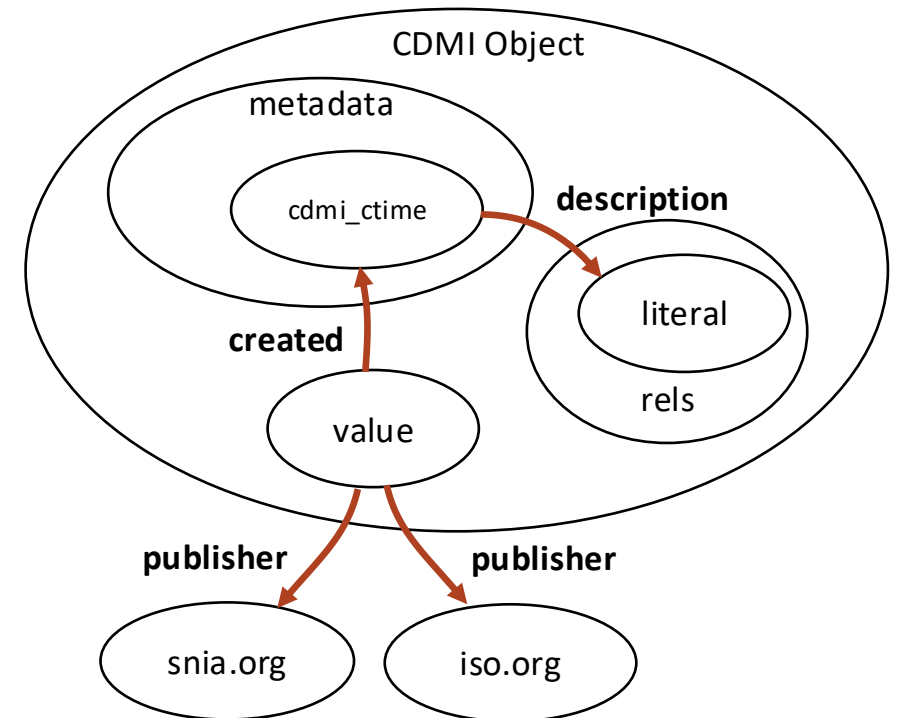 CDMI Object
metadata
cdmi_ctime
description
literal
created
rels
value
publisher
publisher
snia.org
iso.org